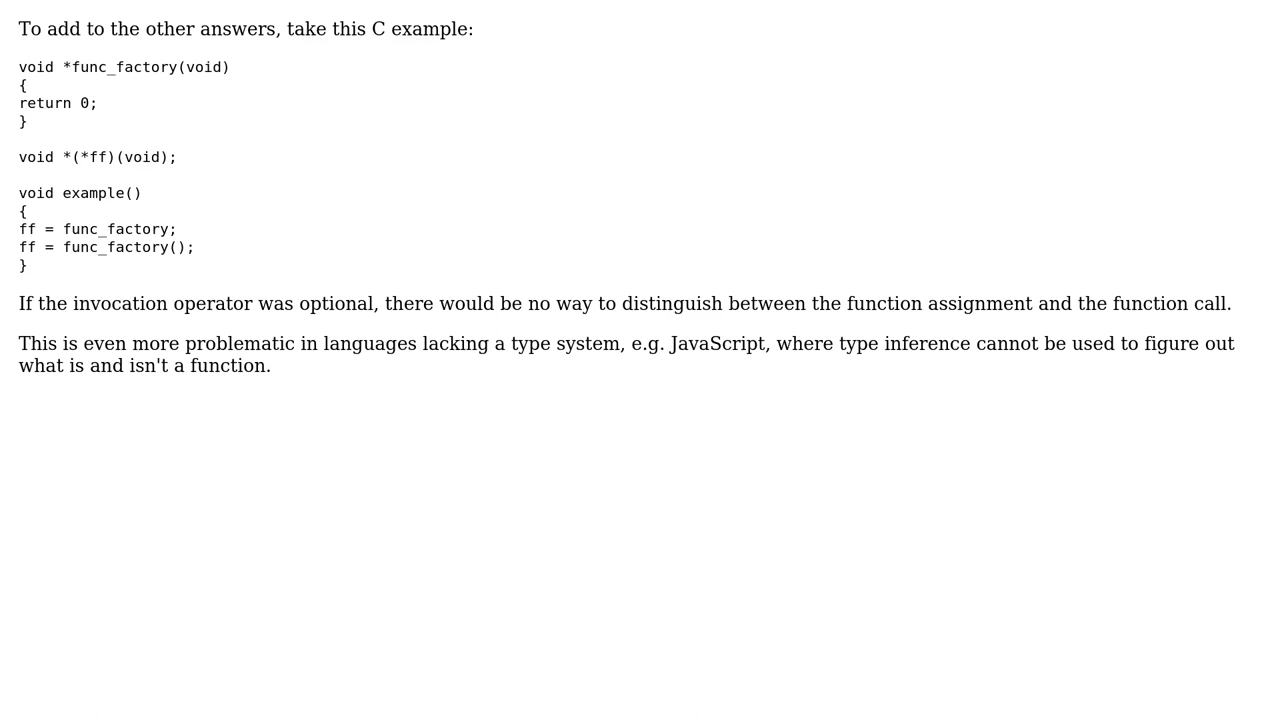 To add to the other answers, take this C example:
void *func_factory(void)
{
return 0;
}
void *(*ff)(void);
void example()
{
ff = func_factory;
ff = func_factory();
}
If the invocation operator was optional, there would be no way to distinguish between the function assignment and the function call.
This is even more problematic in languages lacking a type system, e.g. JavaScript, where type inference cannot be used to figure out
what is and isn't a function.